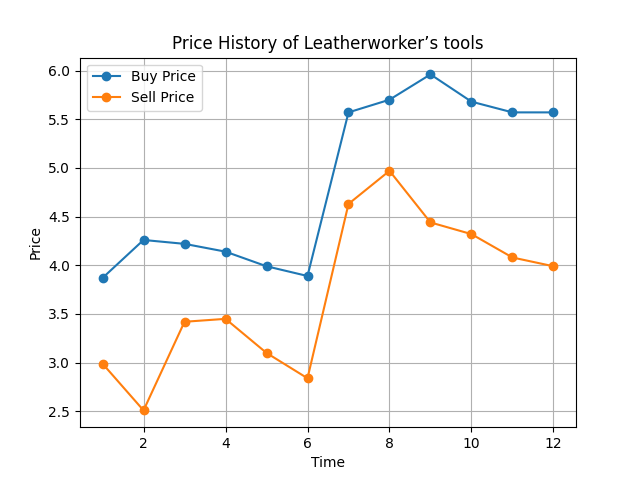 Price History of Leatherworker’s tools
Buy Price
Sell Price
6.0
5.5
5.0
4.5
4.0
3.5
3.0
2.5
Price
2 4 6 8 10 12
Time